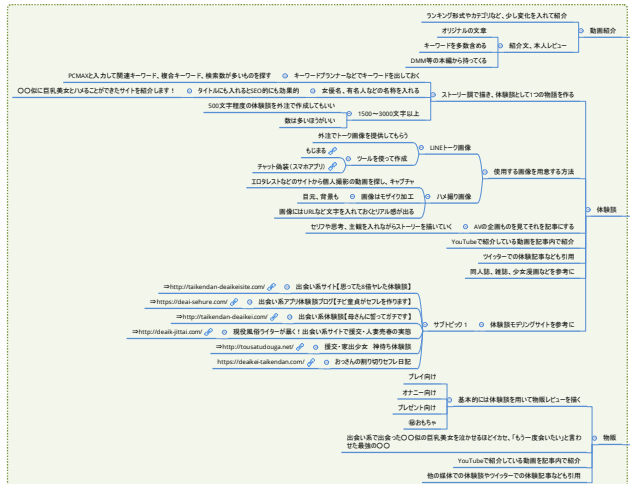 ランキング形式やカテゴリなど、少し変化を入れて紹介
動画紹介
オリジナルの文章
キーワードを多数含める
紹介文、本人レビュー
DMM等の本編から持ってくる
PCMAXと入力して関連キーワード、複合キーワード、検索数が多いものを探す
キーワードプランナーなどでキーワードを出しておく
〇〇似に巨乳美女とハメることができたサイトを紹介します!
タイトルにも入れるとSEO的にも効果的
女優名、有名人などの名称を入れる
ストーリー調で描き、体験談として1つの物語を作る
500文字程度の体験談を外注で作成してもいい
数は多いほうがいい
1500〜3000文字以上
外注でトーク画像を提供してもらう
もじまる
チャット偽装(スマホアプリ)
ツールを使って作成
LINEトーク画像
使用する画像を用意する方法
エロタレストなどのサイトから個人撮影の動画を探し、キャプチャ
目元、背景も
画像はモザイク加工
ハメ撮り画像
画像にはURLなど文字を入れておくとリアル感が出る
体験談
セリフや思考、主観を入れながらストーリーを描いていく
AVの企画ものを見てそれを記事にする
YouTubeで紹介している動画を記事内で紹介
ツイッターでの体験記事なども引用
同人誌、雑誌、少女漫画などを参考に
⇒http://taikendan-deaikeisite.com/
出会い系サイト【思ってた8倍ヤレた体験談】
⇒https://deai-sehure.com/
出会い系アプリ体験談ブログ【チビ童貞がセフレを作ります】
⇒http://taikendan-deaikei.com/
出会い系体験談【母さんに誓ってガチです】
⇒http://deaik-jittai.com/
現役風俗ライターが暴く!出会い系サイトで援交・人妻売春の実態
サブトピック 1
体験談モデリングサイトを参考に
⇒http://tousatudouga.net/
援交・家出少女 神待ち体験談
https://deaikei-taikendan.com/
おっさんの割り切りセフレ日記
プレイ向け
オナニー向け
プレゼント向け
㊙おもちゃ
基本的には体験談を用いて物販レビューを描く
出会い系で出会った〇〇似の巨乳美女を泣かせるほどイカセ、「もう一度会いたい」と言わ
せた最強の〇〇
物販
YouTubeで紹介している動画を記事内で紹介
他の媒体での体験談やツイッターでの体験記事なども引用